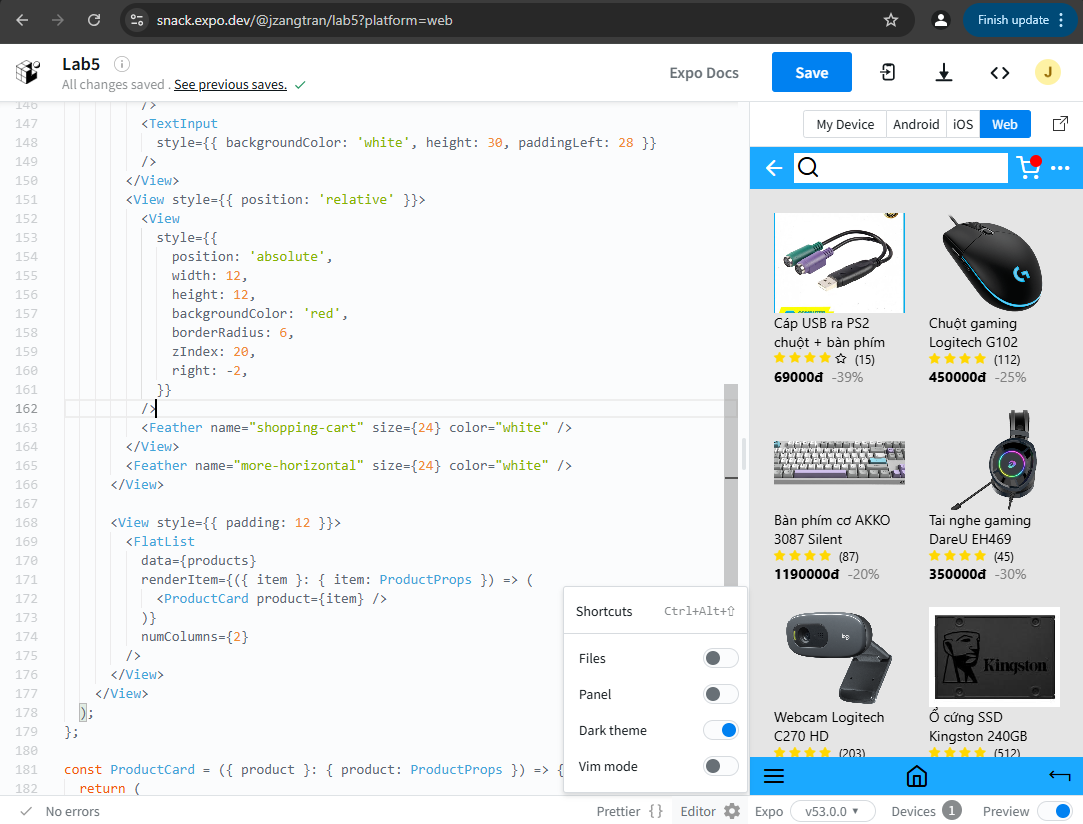 snack.expo.dev/@jzangtran/lab5?platform=web
Finish update
Lab5
All changes saved . See previous saves.
Expo Docs
Save
J
146 />
147 <TextInput
148 style={{ backgroundColor: 'white', height: 30, paddingLeft: 28 }}
149 />
150 </View>
151 <View style={{ position: 'relative' }}>
152 <View
153 style={{
154 position: 'absolute',
155 width: 12,
156 height: 12,
157 backgroundColor: 'red',
158 borderRadius: 6,
159 zIndex: 20,
160 right: -2,
161 }}
162 />
163 <Feather name="shopping-cart" size={24} color="white" />
164 </View>
165 <Feather name="more-horizontal" size={24} color="white" />
166 </View>
167
168 <View style={{ padding: 12 }}>
169 <FlatList
170 data={products}
171 renderItem={({ item }: { item: ProductProps }) => (
172 <ProductCard product={item} />
173 )}
174 numColumns={2}
175 />
176 </View>
177 </View>
178 );
179 };
180
181 const ProductCard = ({ product }: { product: ProductProps }) => {
182 return (
Shortcuts Ctrl+Alt+⇧
Files
Panel
Dark theme
Vim mode
My Device Android iOS Web
Cáp USB ra PS2
chuột + bàn phím
(15)
69000đ -39%
Chuột gaming
Logitech G102
(112)
450000đ -25%
Bàn phím cơ AKKO
3087 Silent
(87)
1190000đ -20%
Tai nghe gaming
DareU EH469
(45)
350000đ -30%
logi
Webcam Logitech
C270 HD
(203)
Kingston
Ổ cứng SSD
Kingston 240GB
(512)
No errors
Prettier {}
Editor
Expo
v53.0.0
Devices 1
Preview